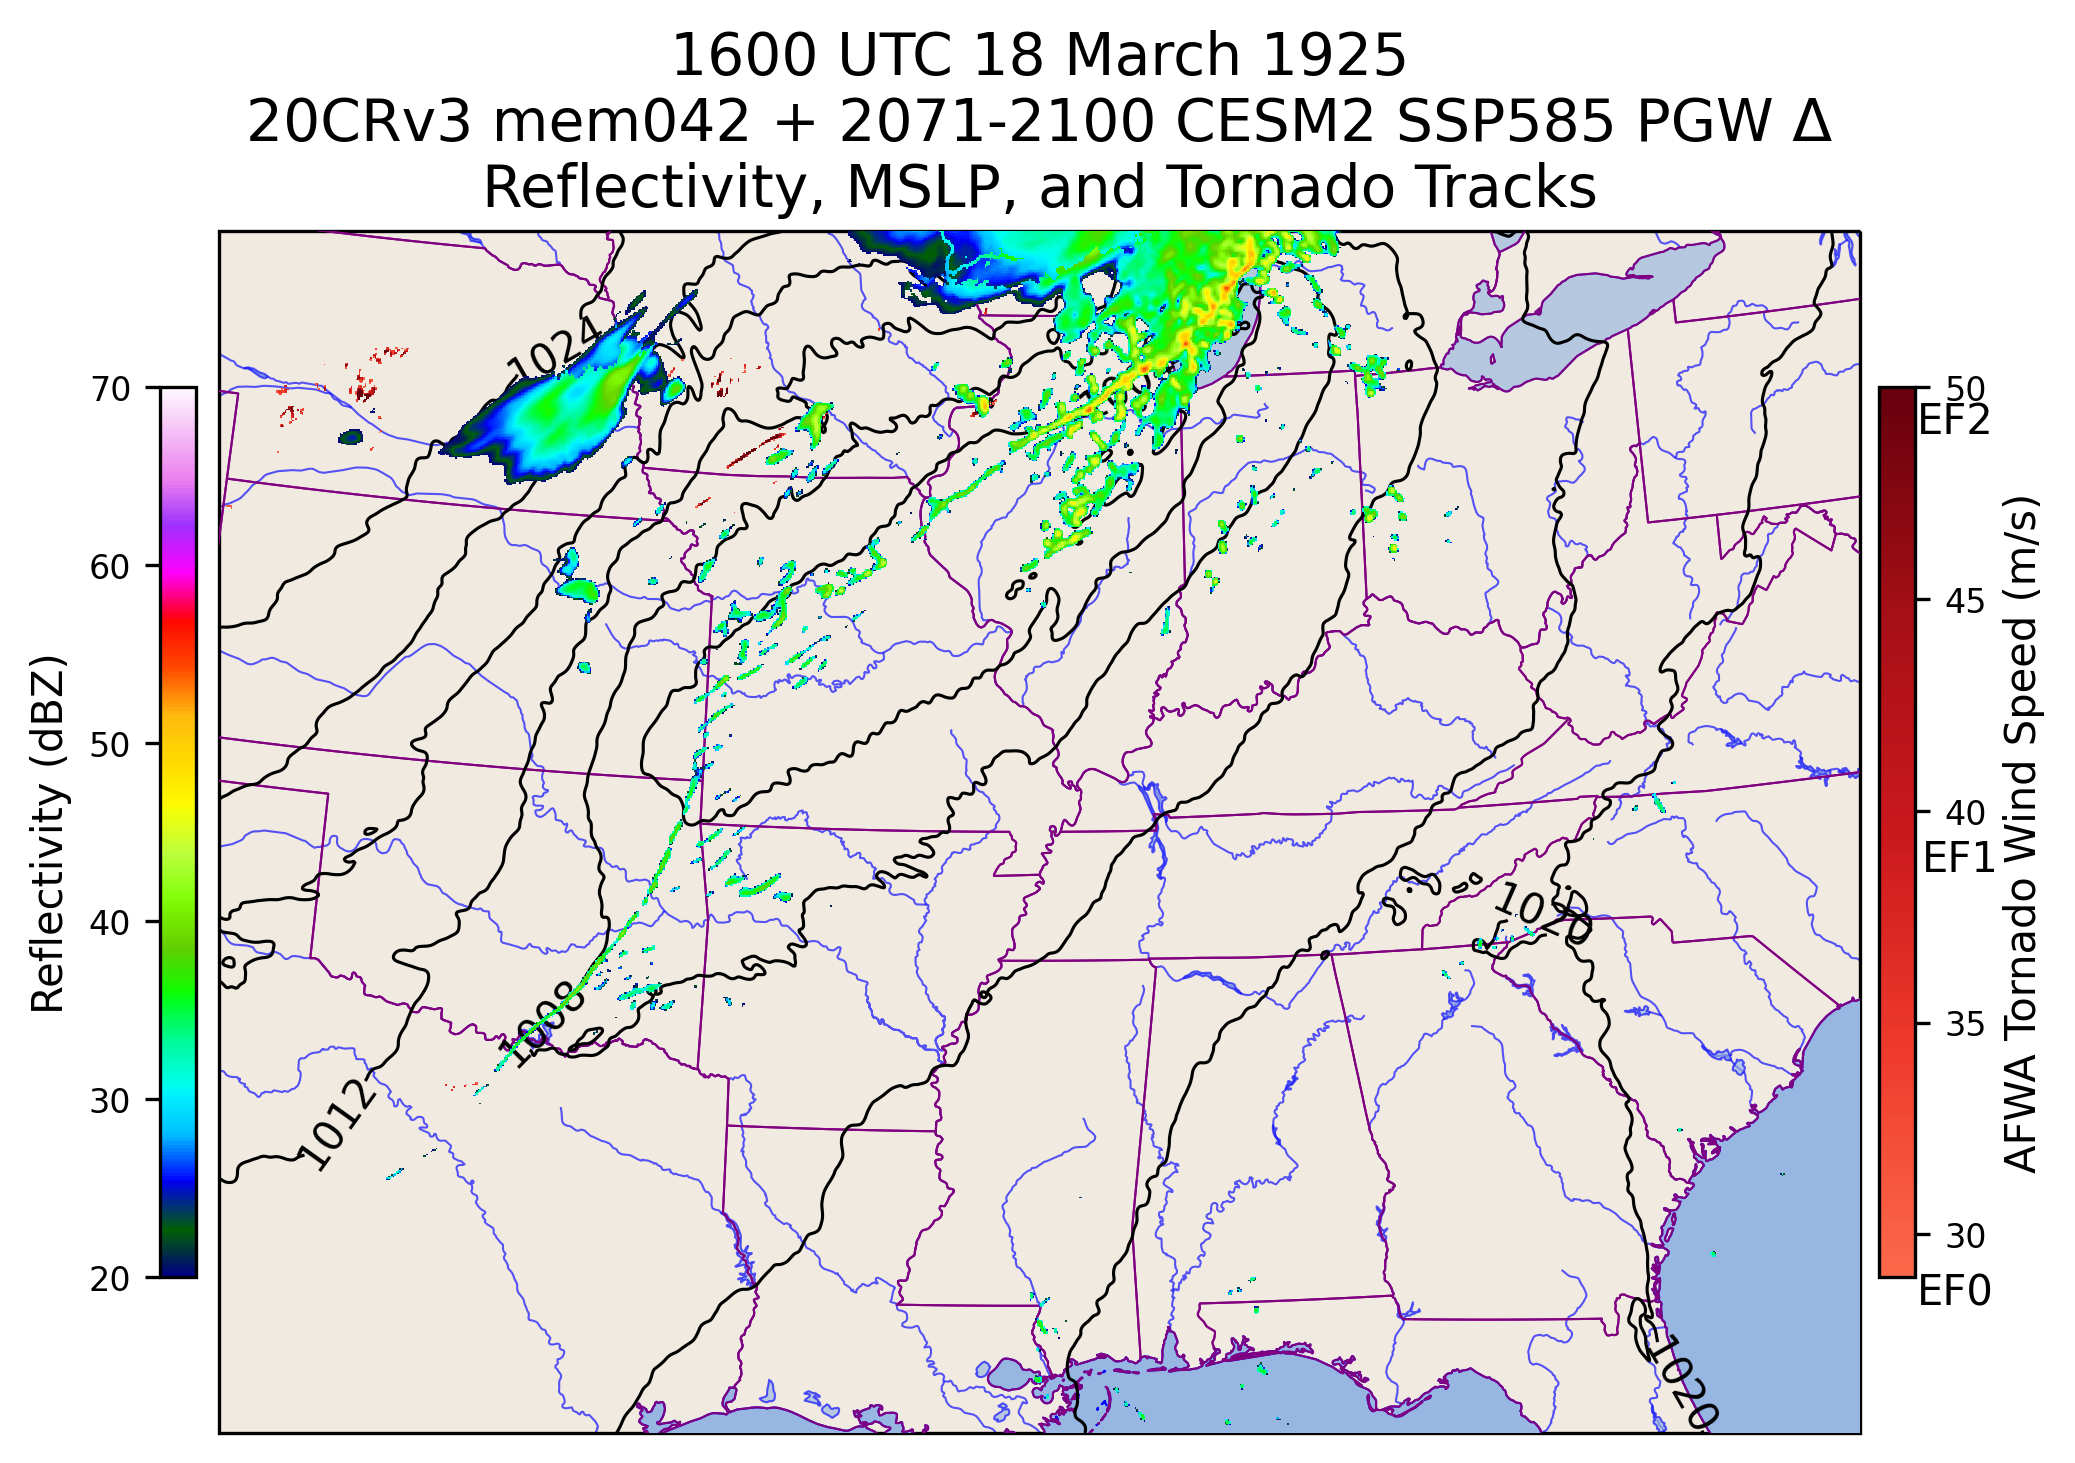 1600 UTC 18 March 1925
20CRv3 mem042 + 2071-2100 CESM2 SSP585 PGW Δ
Reflectivity, MSLP, and Tornado Tracks
1024
1020
1008
1012
1020
Reflectivity (dBZ)
70
60
50
40
30
20
50
EF2
45
40
EF1
35
30
EF0
AFWA Tornado Wind Speed (m/s)